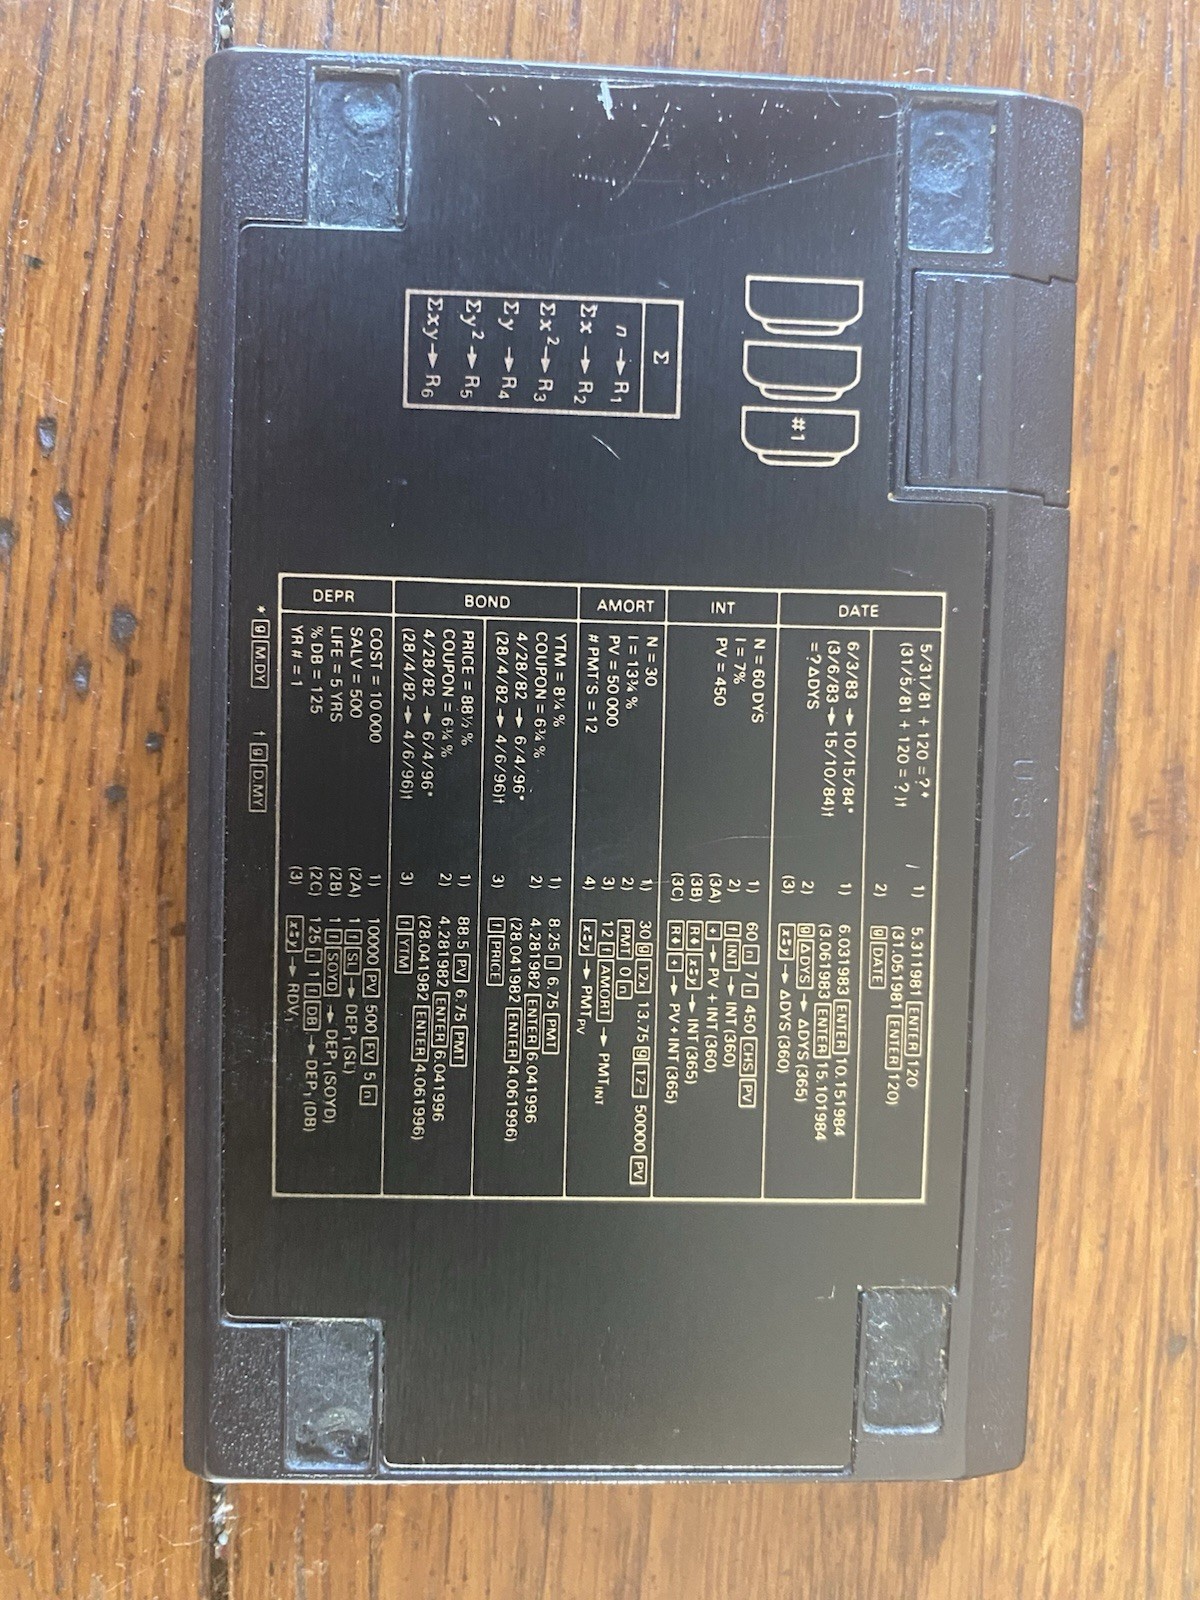 #1
Σ
n → R1
Σx → R2
Σx² → R3
Σy → R4
Σy² → R5
Σxy → R6
DATE
5/31/81 + 120 = ?*
(31/5/81 + 120 = ?)†
1) 5.311981 ENTER 120
(31.051981 ENTER 120)
2) g DATE
6/3/83 → 10/15/84*
(3/6/83 → 15/10/84)†
= ? ΔDYS
1) 6.031983 ENTER 10.151984
(3.061983 ENTER 15.101984
2) g ΔDYS → ΔDYS (365)
(3) x≷y → ΔDYS (360)
INT
N = 60 DYS
I = 7%
PV = 450
1) 60 n 7 i 450 CHS PV
2) f INT → INT (360)
(3A) + → PV + INT (360)
(3B) R↓ x≷y → INT (365)
(3C) R↓ + → PV + INT (365)
AMORT
N = 30
I = 13¾ %
PV = 50 000
# PMT'S = 12
1) 30 g 12x 13.75 g 12÷ 50000 PV
2) PMT 0 n
3) 12 f AMORT → PMT INT
4) x≷y → PMT PV
BOND
YTM = 8¼ %
COUPON = 6¾ %
4/28/82 → 6/4/96*
(28/4/82 → 4/6/96)†
1) 8.25 i 6.75 PMT
2) 4.281982 ENTER 6.041996
(28.041982 ENTER 4.061996)
3) f PRICE
PRICE = 88½ %
COUPON = 6¾ %
4/28/82 → 6/4/96*
(28/4/82 → 4/6/96)†
1) 88.5 PV 6.75 PMT
2) 4.281982 ENTER 6.041996
(28.041982 ENTER 4.061996)
3) f YTM
DEPR
COST = 10 000
SALV = 500
LIFE = 5 YRS
% DB = 125
YR # = 1
1) 10000 PV 500 FV 5 n
(2A) 1 f SL → DEP1 (SL)
(2B) 1 f SOYD → DEP1 (SOYD)
(2C) 125 i 1 f DB → DEP1 (DB)
(3) x≷y → RDV1
* g M.DY † g D.MY
U S A